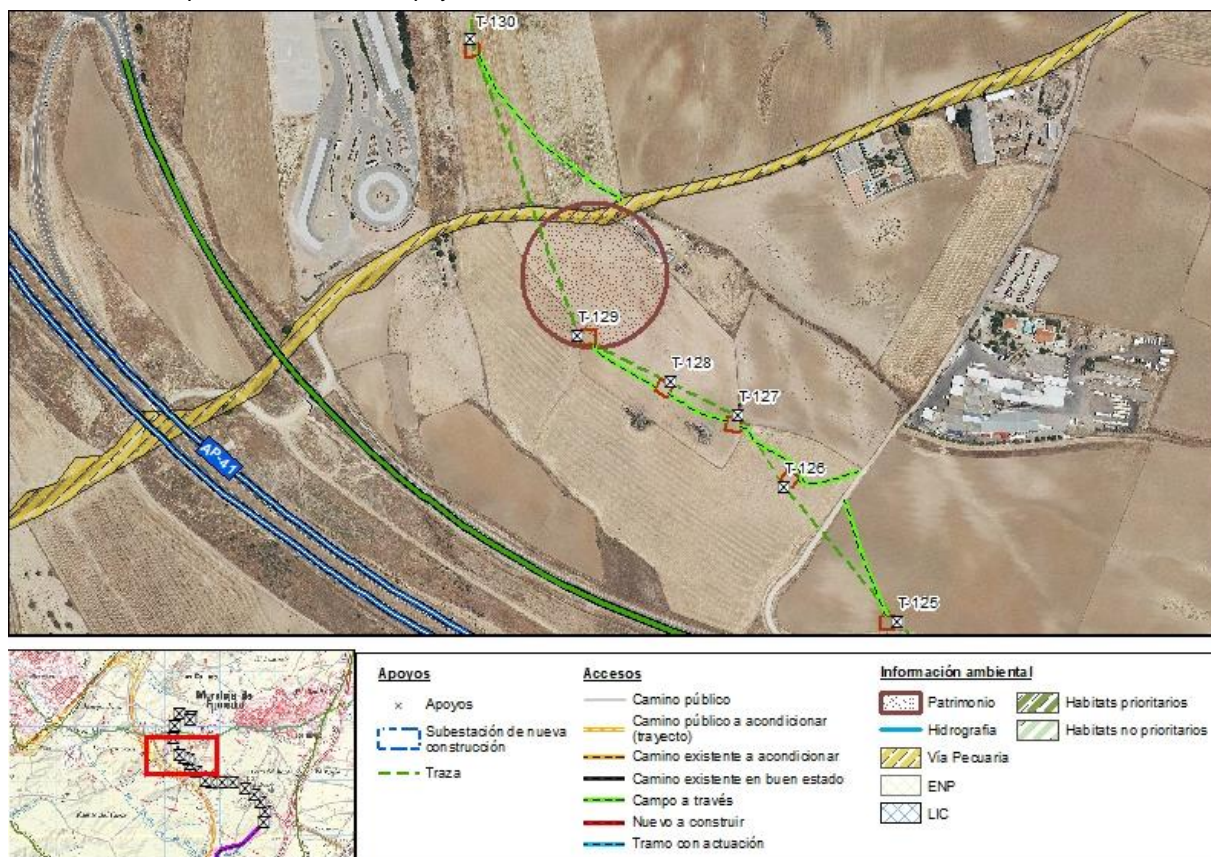 T-130
T-129
T-128
T-127
T-126
T-125
AP-41
Apoyos
Apoyos
Subestación de nueva
construcción
Traza
Accesos
Camino público
Camino público a acondicionar
(trayecto)
Camino existente a acondicionar
Camino existente en buen estado
Campo a través
Nuevo a construir
Tramo con actuación
Información ambiental
Patrimonio
Hidrografia
Vía Pecuaria
ENP
LIC
Habitats prioritarios
Habitats no prioritarios